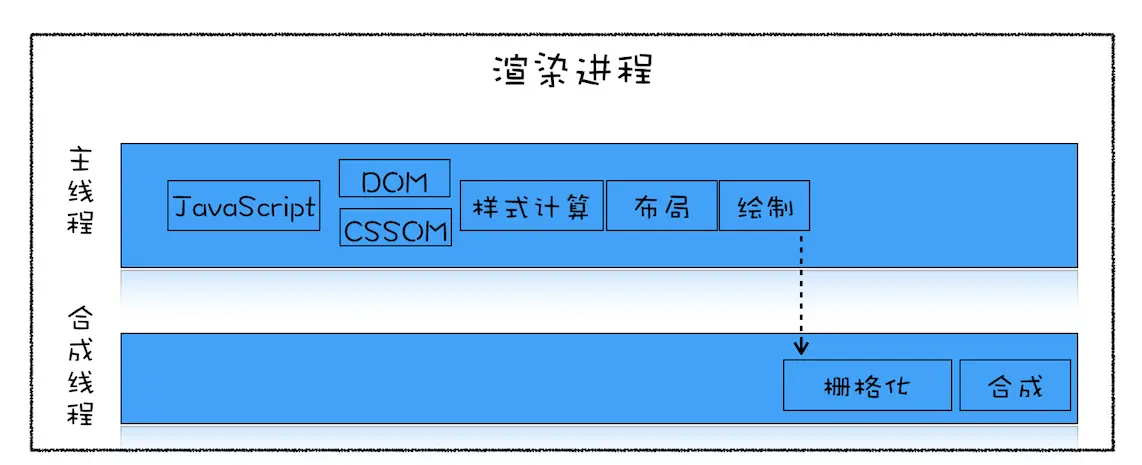 渲染进程
主线程
JavaScript
DOM
CSSOM
样式计算
布局
绘制
合成线程
栅格化
合成